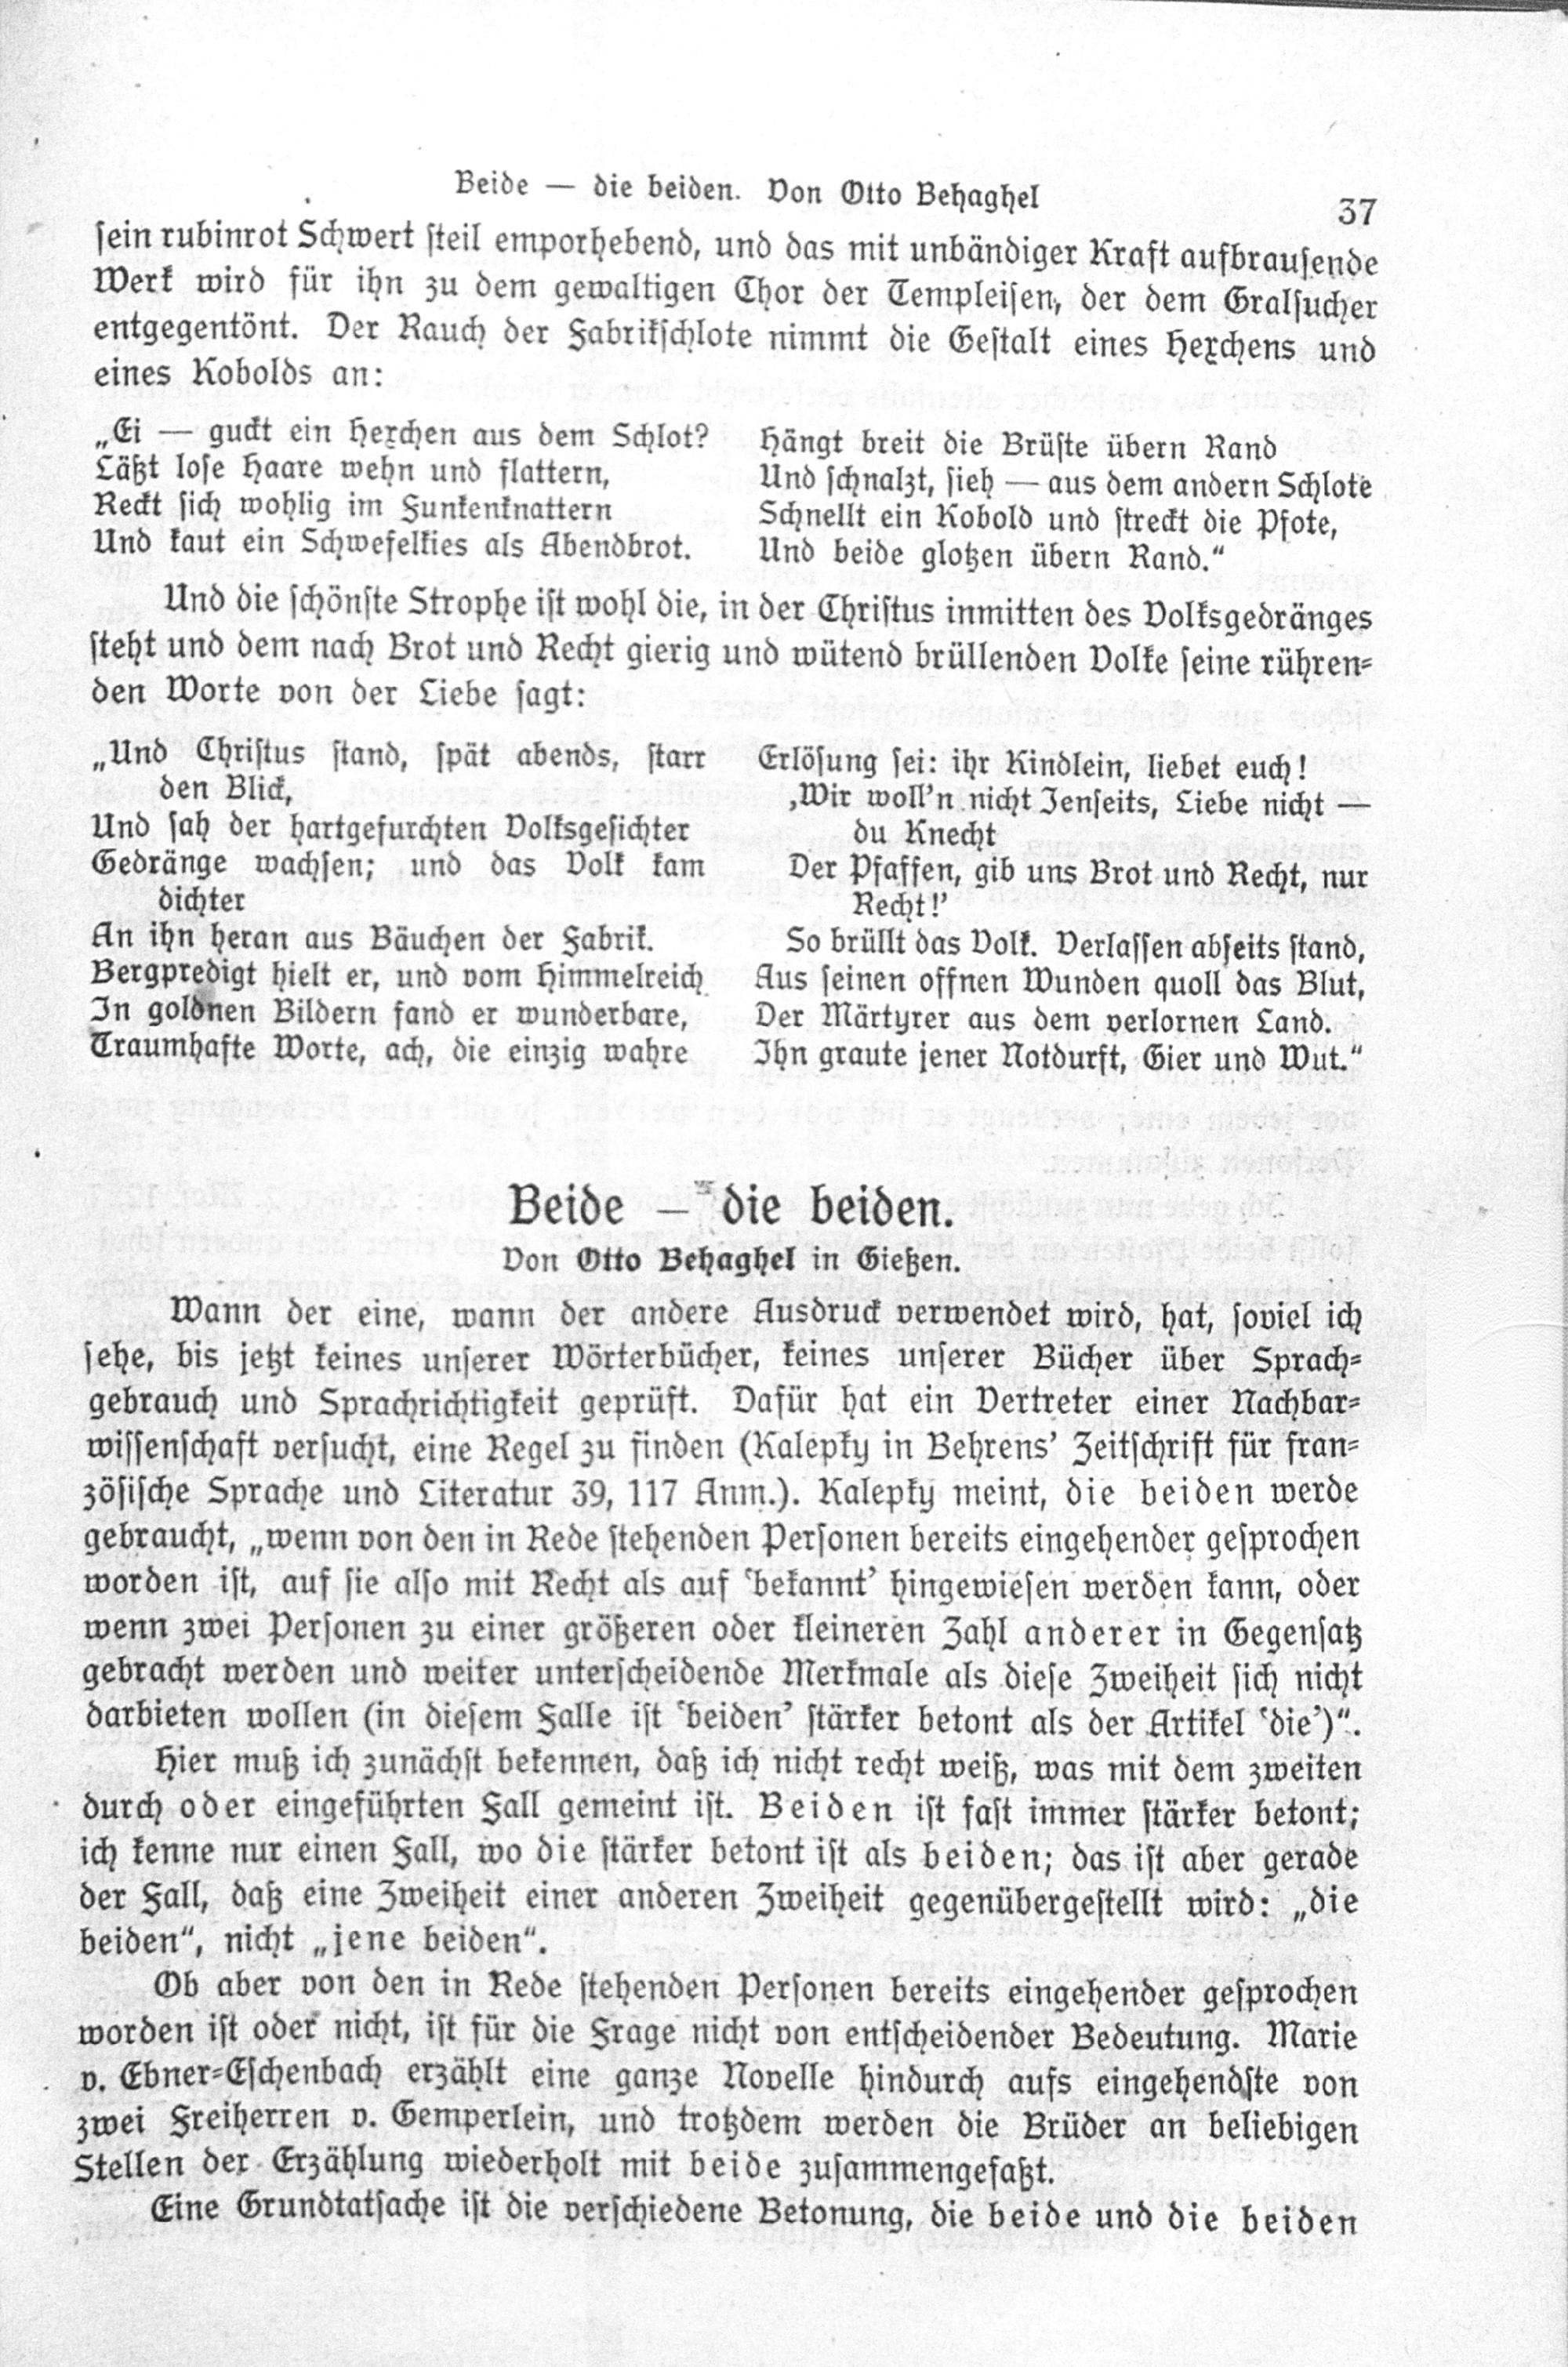 Beide — die beiden. Von Otto Behaghel
37
sein rubinrot Schwert steil emporhebend, und das mit unbändiger Kraft aufbrausende
Werk wird für ihn zu dem gewaltigen Chor der Templeisen, der dem Gralsucher
entgegentönt. Der Rauch der Fabrikschlote nimmt die Gestalt eines Hexchens und
eines Kobolds an:
„Ei — guckt ein Hexchen aus dem Schlot?
Läßt lose Haare wehn und flattern,
Reckt sich wohlig im Funkenknattern
Und kaut ein Schwefelkies als Abendbrot.
Hängt breit die Brüste übern Rand
Und schnalzt, sieh — aus dem andern Schlote
Schnellt ein Kobold und streckt die Pfote,
Und beide glotzen übern Rand.“
Und die schönste Strophe ist wohl die, in der Christus inmitten des Volksgedränges
steht und dem nach Brot und Recht gierig und wütend brüllenden Volke seine rühren-
den Worte von der Liebe sagt:
„Und Christus stand, spät abends, starr
den Blick,
Und sah der hartgefurchten Volksgesichter
Gedränge wachsen; und das Volk kam
dichter
An ihn heran aus Bäuchen der Fabrik.
Bergpredigt hielt er, und vom Himmelreich
In goldnen Bildern fand er wunderbare,
Traumhafte Worte, ach, die einzig wahre
Erlösung sei: ihr Kindlein, liebet euch!
‚Wir woll’n nicht Jenseits, Liebe nicht —
du Knecht
Der Pfaffen, gib uns Brot und Recht, nur
Recht!’
So brüllt das Volk. Verlassen abseits stand,
Aus seinen offnen Wunden quoll das Blut,
Der Märtyrer aus dem verlornen Land.
Ihn graute jener Notdurft, Gier und Wut.“
Beide — die beiden.
Von Otto Behaghel in Gießen.
Wann der eine, wann der andere Ausdruck verwendet wird, hat, soviel ich
sehe, bis jetzt keines unserer Wörterbücher, keines unserer Bücher über Sprach-
gebrauch und Sprachrichtigkeit geprüft. Dafür hat ein Vertreter einer Nachbar-
wissenschaft versucht, eine Regel zu finden (Kalepky in Behrens’ Zeitschrift für fran-
zösische Sprache und Literatur 39, 117 Anm.). Kalepky meint, die beiden werde
gebraucht, „wenn von den in Rede stehenden Personen bereits eingehender gesprochen
worden ist, auf sie also mit Recht als auf ‘bekannt’ hingewiesen werden kann, oder
wenn zwei Personen zu einer größeren oder kleineren Zahl anderer in Gegensatz
gebracht werden und weiter unterscheidende Merkmale als diese Zweiheit sich nicht
darbieten wollen (in diesem Falle ist ‘beiden’ stärker betont als der Artikel ‘die’)“.
Hier muß ich zunächst bekennen, daß ich nicht recht weiß, was mit dem zweiten
durch oder eingeführten Fall gemeint ist. Beiden ist fast immer stärker betont;
ich kenne nur einen Fall, wo die stärker betont ist als beiden; das ist aber gerade
der Fall, daß eine Zweiheit einer anderen Zweiheit gegenübergestellt wird: „die
beiden“, nicht „jene beiden“.
Ob aber von den in Rede stehenden Personen bereits eingehender gesprochen
worden ist oder nicht, ist für die Frage nicht von entscheidender Bedeutung. Marie
v. Ebner-Eschenbach erzählt eine ganze Novelle hindurch aufs eingehendste von
zwei Freiherren v. Gemperlein, und trotzdem werden die Brüder an beliebigen
Stellen der Erzählung wiederholt mit beide zusammengefaßt.
Eine Grundtatsache ist die verschiedene Betonung, die beide und die beiden